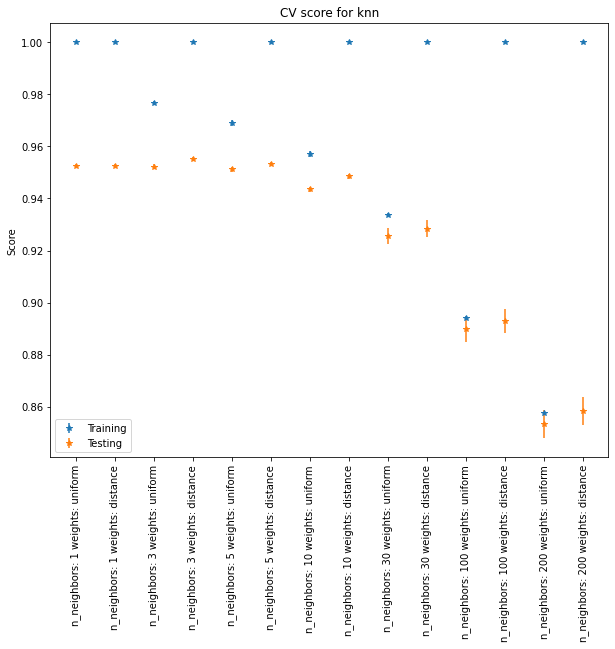 CV score for knn
1.00
0.98
0.96
0.94
0.92
0.90
0.88
0.86
Score
Training
Testing
n_neighbors: 1 weights: uniform
n_neighbors: 1 weights: distance
n_neighbors: 3 weights: uniform
n_neighbors: 3 weights: distance
n_neighbors: 5 weights: uniform
n_neighbors: 5 weights: distance
n_neighbors: 10 weights: uniform
n_neighbors: 10 weights: distance
n_neighbors: 30 weights: uniform
n_neighbors: 30 weights: distance
n_neighbors: 100 weights: uniform
n_neighbors: 100 weights: distance
n_neighbors: 200 weights: uniform
n_neighbors: 200 weights: distance